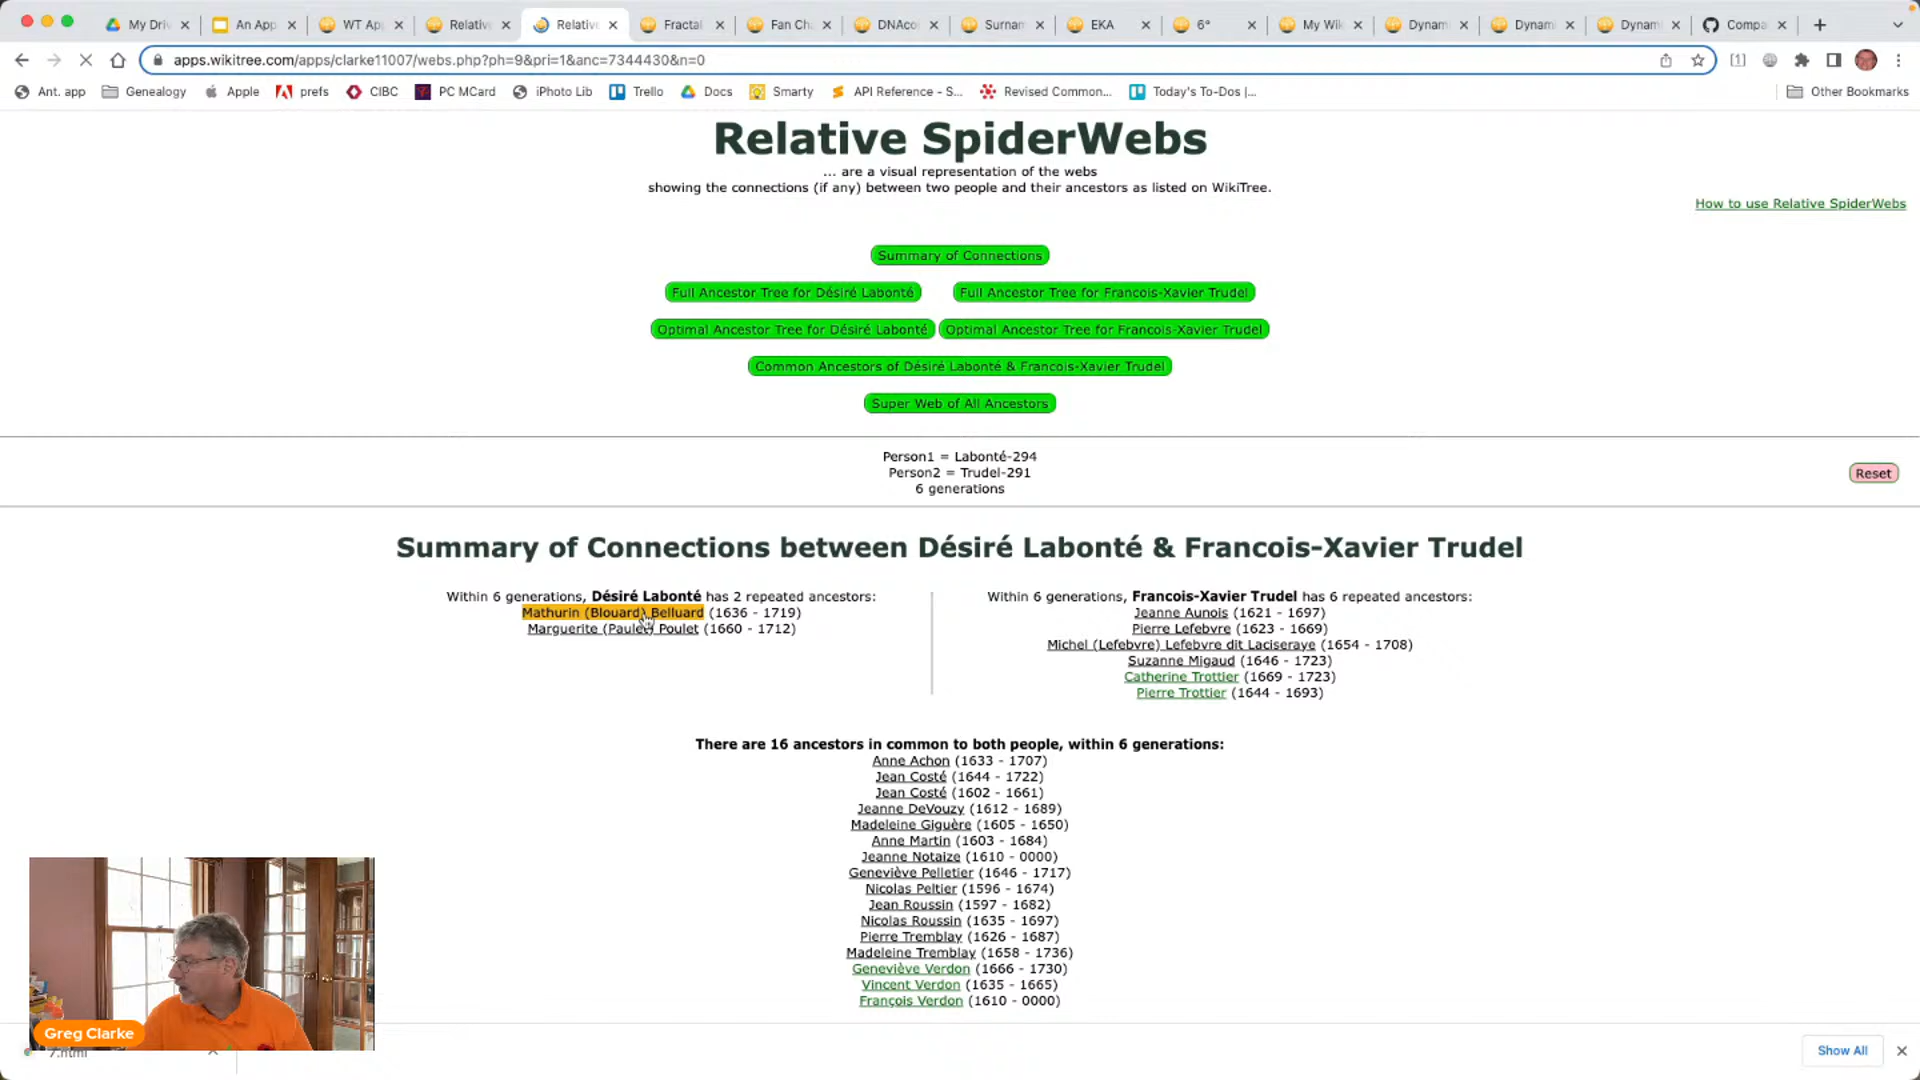 My Driv
An App
WT App
Relative
Relative
Fractal
Fan Cha
DNAcon
Surnam
EKA
6°
My Wik
Dynami
Dynami
Dynami
Compa
apps.wikitree.com/apps/clarke11007/webs.php?ph=9&pri=1&anc=7344430&n=0
Ant. app
Genealogy
Apple
prefs
CIBC
PC MCard
iPhoto Lib
Trello
Docs
Smarty
API Reference - S...
Revised Common...
Today's To-Dos |...
Other Bookmarks
Relative SpiderWebs
... are a visual representation of the webs
showing the connections (if any) between two people and their ancestors as listed on WikiTree.
How to use Relative SpiderWebs
Summary of Connections
Full Ancestor Tree for Désiré Labonté
Full Ancestor Tree for Francois-Xavier Trudel
Optimal Ancestor Tree for Désiré Labonté
Optimal Ancestor Tree for Francois-Xavier Trudel
Common Ancestors of Désiré Labonté & Francois-Xavier Trudel
Super Web of All Ancestors
Person1 = Labonté-294
Person2 = Trudel-291
6 generations
Reset
Summary of Connections between Désiré Labonté & Francois-Xavier Trudel
Within 6 generations, Désiré Labonté has 2 repeated ancestors:
Mathurin (Blouard) Belluard (1636 - 1719)
Marguerite (Paulet) Poulet (1660 - 1712)
Within 6 generations, Francois-Xavier Trudel has 6 repeated ancestors:
Jeanne Aunois (1621 - 1697)
Pierre Lefebvre (1623 - 1669)
Michel (Lefebvre) Lefebvre dit Laciseraye (1654 - 1708)
Suzanne Migaud (1646 - 1723)
Catherine Trottier (1669 - 1723)
Pierre Trottier (1644 - 1693)
There are 16 ancestors in common to both people, within 6 generations:
Anne Achon (1633 - 1707)
Jean Costé (1644 - 1722)
Jean Costé (1602 - 1661)
Jeanne DeVouzy (1612 - 1689)
Madeleine Giguère (1605 - 1650)
Anne Martin (1603 - 1684)
Jeanne Notaize (1610 - 0000)
Geneviève Pelletier (1646 - 1717)
Nicolas Peltier (1596 - 1674)
Jean Roussin (1597 - 1682)
Nicolas Roussin (1635 - 1697)
Pierre Tremblay (1626 - 1687)
Madeleine Tremblay (1658 - 1736)
Geneviève Verdon (1666 - 1730)
Vincent Verdon (1635 - 1665)
François Verdon (1610 - 0000)
Greg Clarke
7.html
Show All